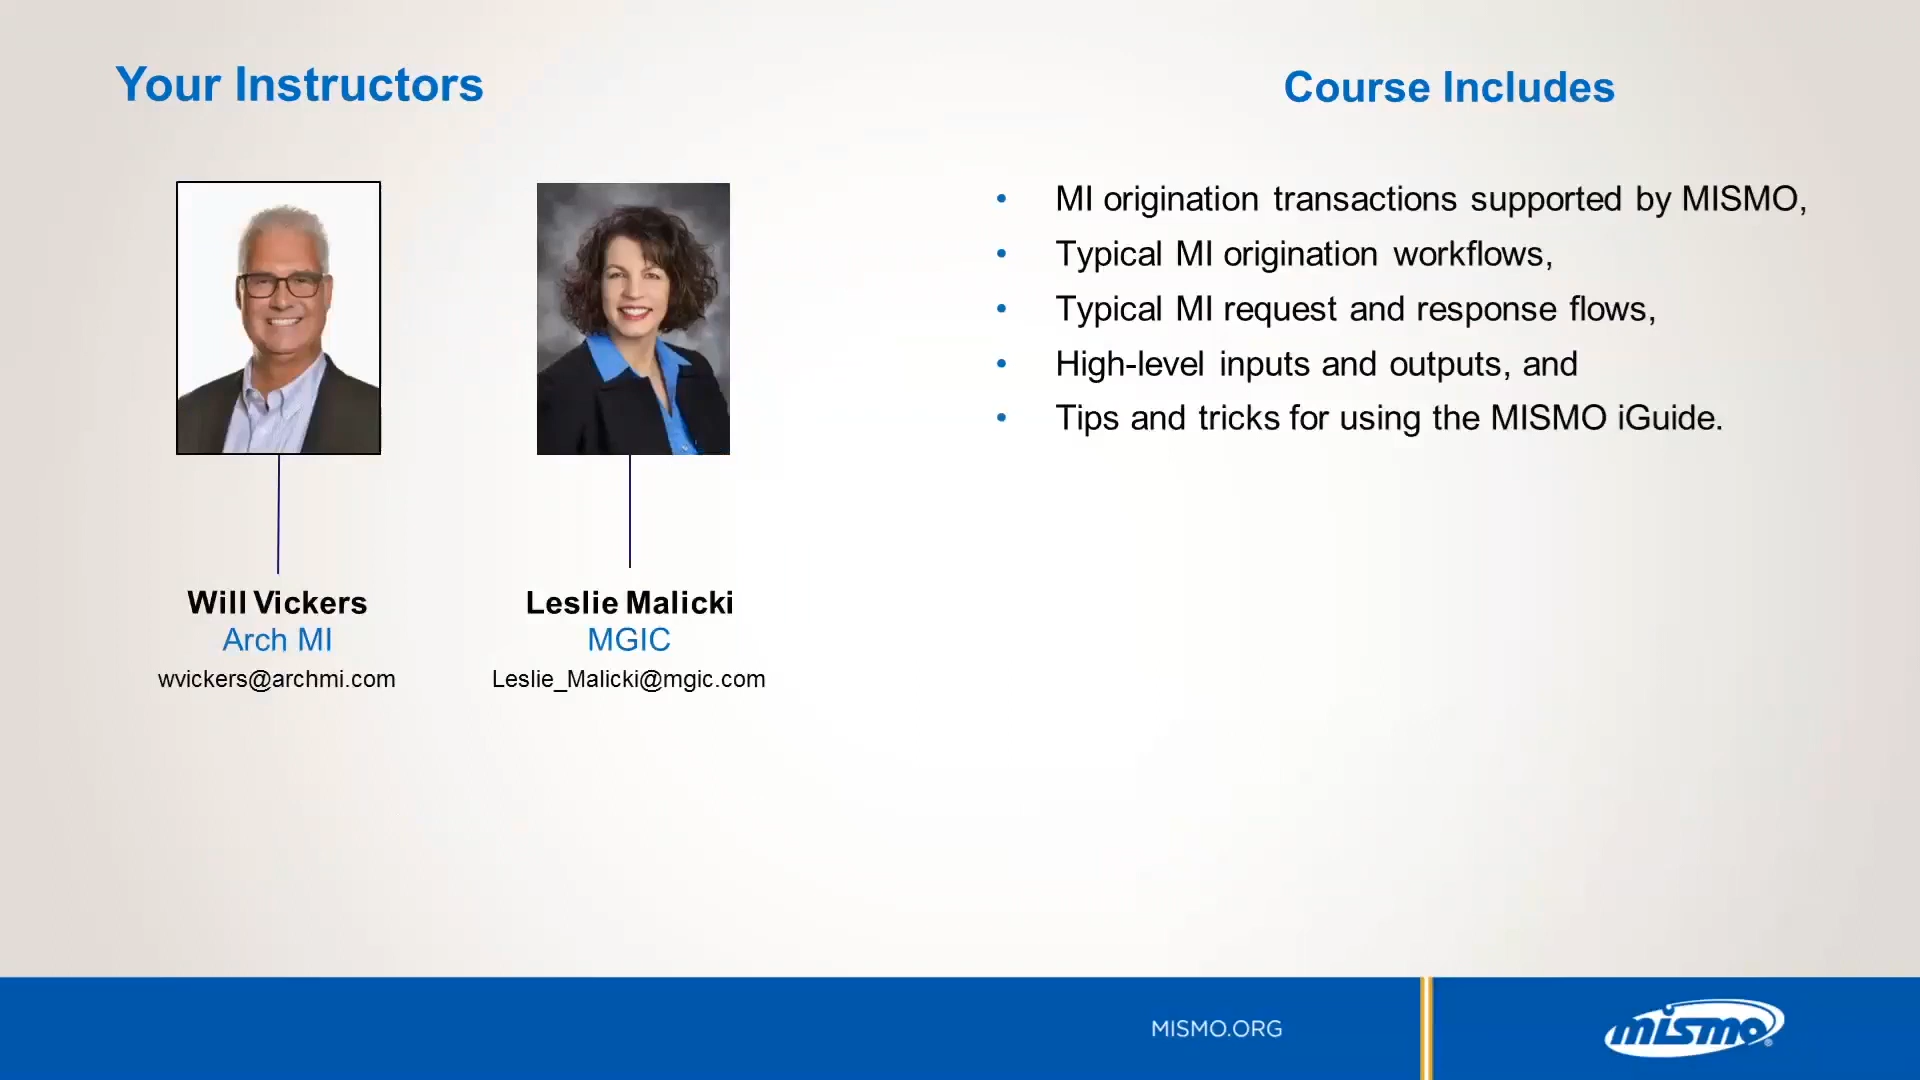 Your Instructors
Will Vickers
Arch MI
wvickers@archmi.com
Leslie Malicki
MGIC
Leslie_Malicki@mgic.com
Course Includes
• MI origination transactions supported by MISMO,
• Typical MI origination workflows,
• Typical MI request and response flows,
• High-level inputs and outputs, and
• Tips and tricks for using the MISMO iGuide.
MISMO.ORG
mismo®